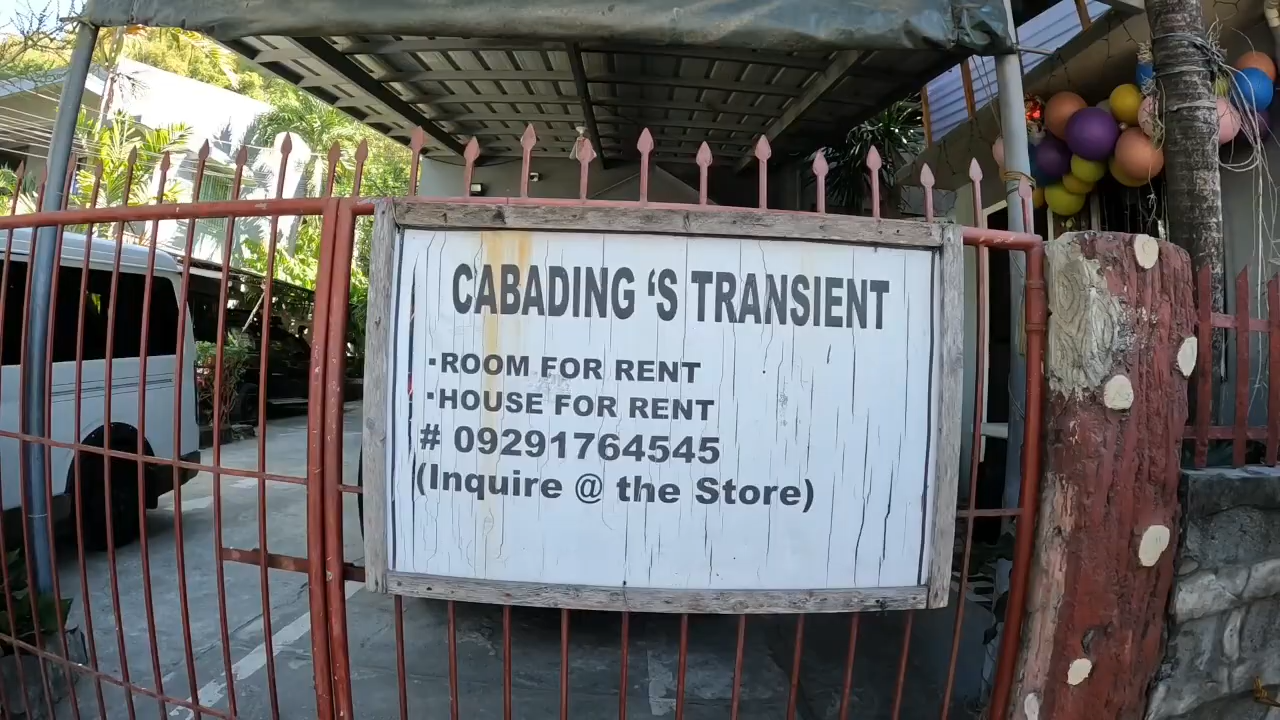 CABADING 'S TRANSIENT
·ROOM FOR RENT
·HOUSE FOR RENT
# 09291764545
(Inquire @ the Store)